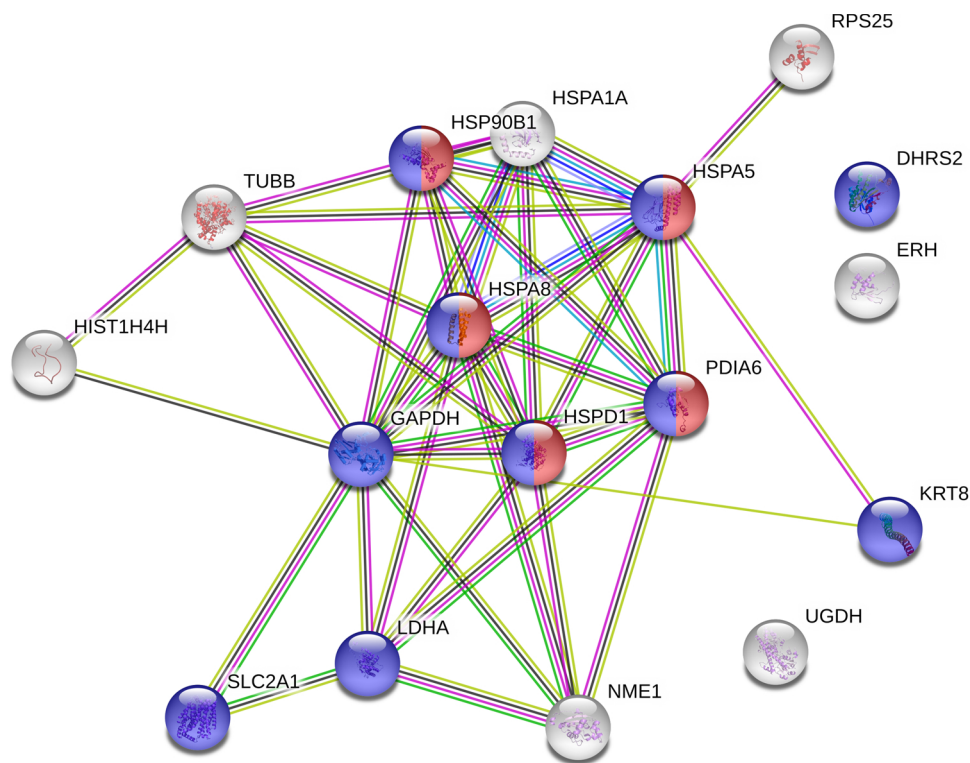 RPS25
HSPA1A
HSP90B1
DHRS2
HSPA5
TUBB
ERH
HSPA8
HIST1H4H
PDIA6
GAPDH
HSPD1
KRT8
UGDH
LDHA
SLC2A1
NME1